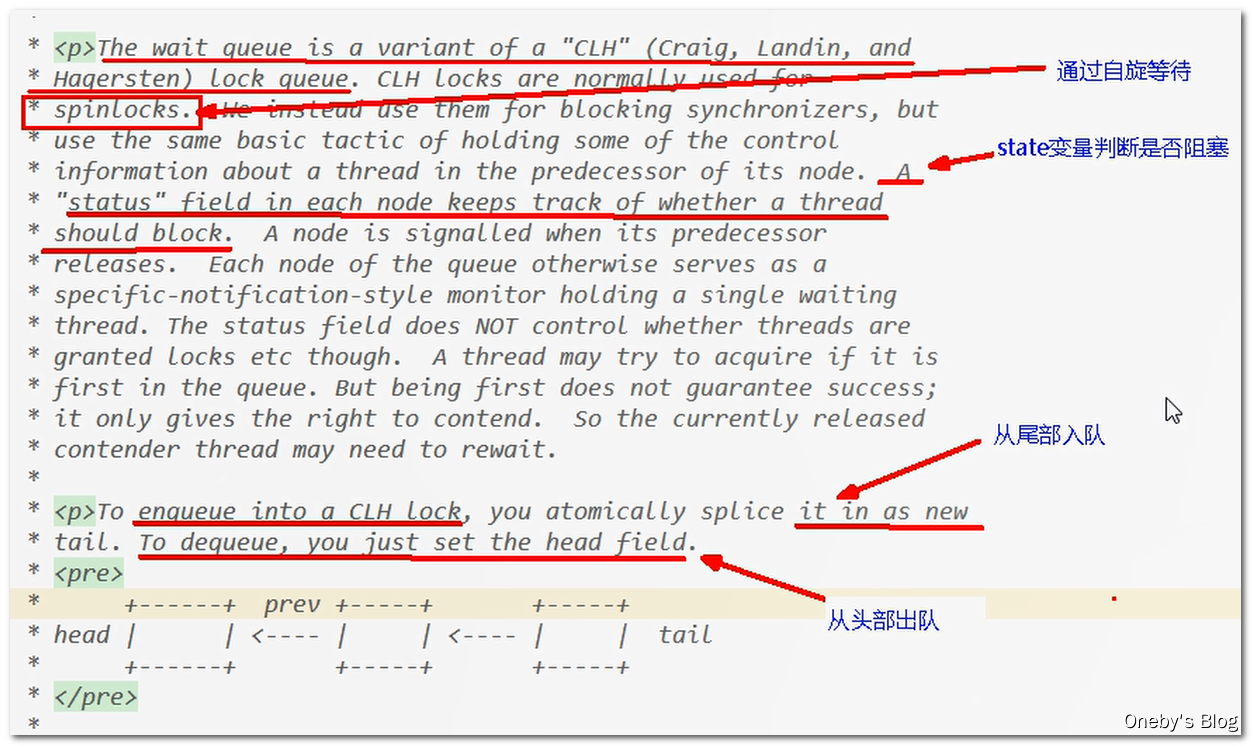 * <p>The wait queue is a variant of a "CLH" (Craig, Landin, and
* Hagersten) lock queue. CLH locks are normally used for
通过自旋等待
* spinlocks. We instead use them for blocking synchronizers, but
* use the same basic tactic of holding some of the control
state变量判断是否阻塞
* information about a thread in the predecessor of its node. A
* "status" field in each node keeps track of whether a thread
* should block. A node is signalled when its predecessor
* releases. Each node of the queue otherwise serves as a
* specific-notification-style monitor holding a single waiting
* thread. The status field does NOT control whether threads are
* granted locks etc though. A thread may try to acquire if it is
* first in the queue. But being first does not guarantee success;
* it only gives the right to contend. So the currently released
从尾部入队
* contender thread may need to rewait.
*
* <p>To enqueue into a CLH lock, you atomically splice it in as new
* tail. To dequeue, you just set the head field.
* <pre>
* +------+ prev +-----+ +-----+
从头部出队
* head | | <---- | | <---- | | tail
* +------+ +-----+ +-----+
* </pre>
*
Oneby's Blog